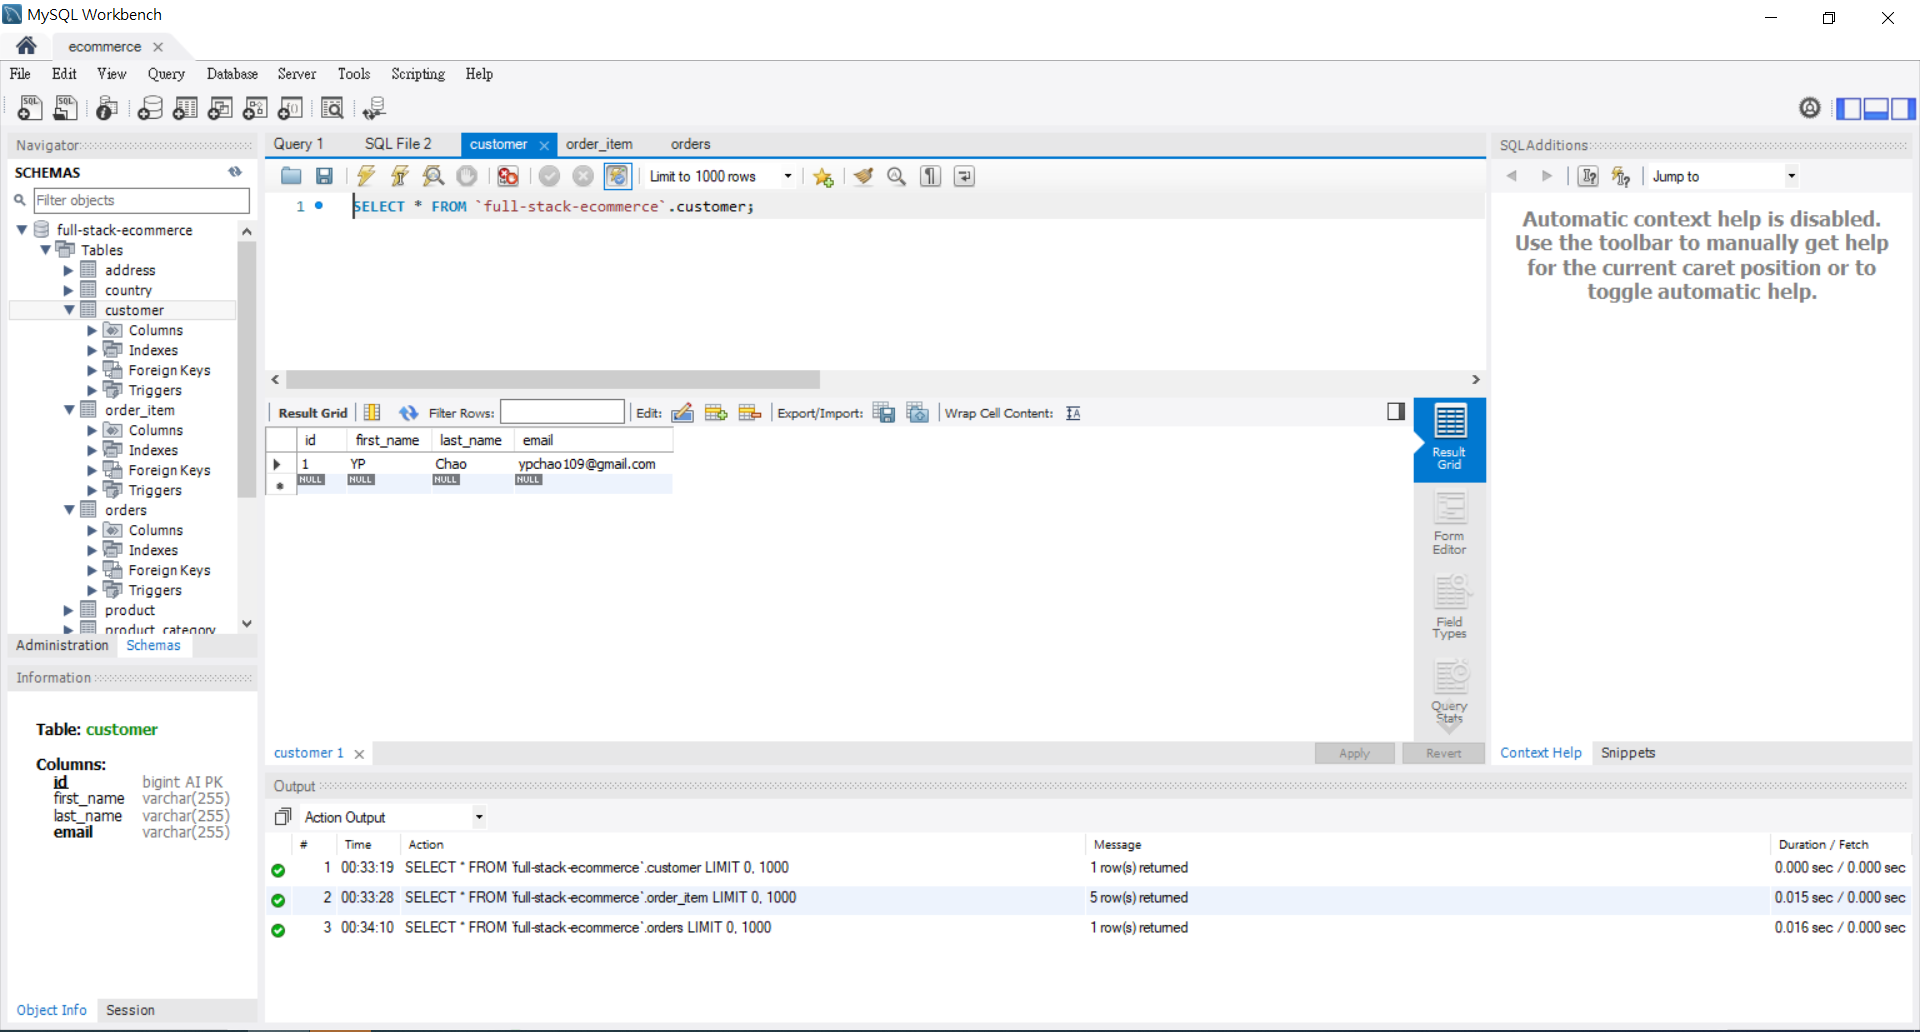 MySQL Workbench
ecommerce
File Edit View Query Database Server Tools Scripting Help
Navigator
SCHEMAS
Filter objects
full-stack-ecommerce
Tables
address
country
customer
Columns
Indexes
Foreign Keys
Triggers
order_item
Columns
Indexes
Foreign Keys
Triggers
orders
Columns
Indexes
Foreign Keys
Triggers
product
product_category
Administration Schemas
Information
Table: customer
Columns:
id bigint AI PK
first_name varchar(255)
last_name varchar(255)
email varchar(255)
Object Info Session
Query 1 SQL File 2 customer order_item orders
Limit to 1000 rows
1 SELECT * FROM `full-stack-ecommerce`.customer;
Result Grid Filter Rows: Edit: Export/Import: Wrap Cell Content:
id first_name last_name email
1 YP Chao ypchao109@gmail.com
NULL NULL NULL NULL
Result
Grid
Form
Editor
Field
Types
Query
Stats
customer 1
Apply Revert
SQLAdditions
Jump to
Automatic context help is disabled.
Use the toolbar to manually get help
for the current caret position or to
toggle automatic help.
Context Help Snippets
Output
Action Output
# Time Action Message Duration / Fetch
1 00:33:19 SELECT * FROM `full-stack-ecommerce`.customer LIMIT 0, 1000 1 row(s) returned 0.000 sec / 0.000 sec
2 00:33:28 SELECT * FROM `full-stack-ecommerce`.order_item LIMIT 0, 1000 5 row(s) returned 0.015 sec / 0.000 sec
3 00:34:10 SELECT * FROM `full-stack-ecommerce`.orders LIMIT 0, 1000 1 row(s) returned 0.016 sec / 0.000 sec